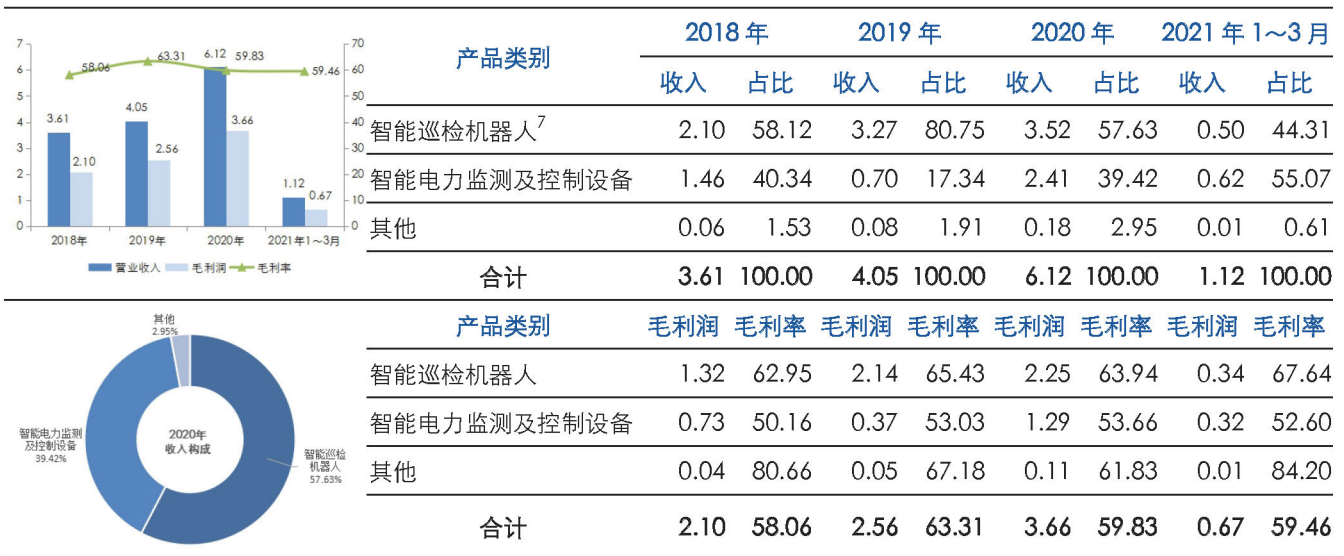 7
6
5
4
3
2
1
0
70
60
50
40
30
20
10
0
58.06
63.31
6.12 59.83
59.46
3.61
4.05
3.66
2.10
2.56
1.12
0.67
2018年 2019年 2020年 2021年1～3月
营业收入 毛利润 毛利率
产品类别 2018年 2019年 2020年 2021年1～3月
收入 占比 收入 占比 收入 占比 收入 占比
智能巡检机器人7 2.10 58.12 3.27 80.75 3.52 57.63 0.50 44.31
智能电力监测及控制设备 1.46 40.34 0.70 17.34 2.41 39.42 0.62 55.07
其他 0.06 1.53 0.08 1.91 0.18 2.95 0.01 0.61
合计 3.61 100.00 4.05 100.00 6.12 100.00 1.12 100.00
其他
2.95%
智能电力监测
及控制设备
39.42%
2020年
收入构成
智能巡检
机器人
57.63%
产品类别 毛利润 毛利率 毛利润 毛利率 毛利润 毛利率 毛利润 毛利率
智能巡检机器人 1.32 62.95 2.14 65.43 2.25 63.94 0.34 67.64
智能电力监测及控制设备 0.73 50.16 0.37 53.03 1.29 53.66 0.32 52.60
其他 0.04 80.66 0.05 67.18 0.11 61.83 0.01 84.20
合计 2.10 58.06 2.56 63.31 3.66 59.83 0.67 59.46